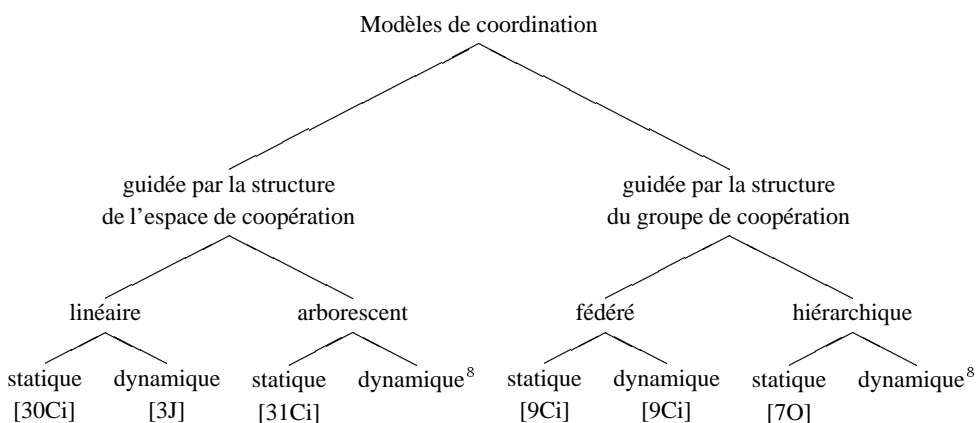 Modèles de coordination
guidée par la structure guidée par la structure
de l'espace de coopération du groupe de coopération
linéaire arborescent fédéré hiérarchique
statique dynamique statique dynamique8 statique dynamique statique dynamique8
[30Ci] [3J] [31Ci] [9Ci] [9Ci] [7O]